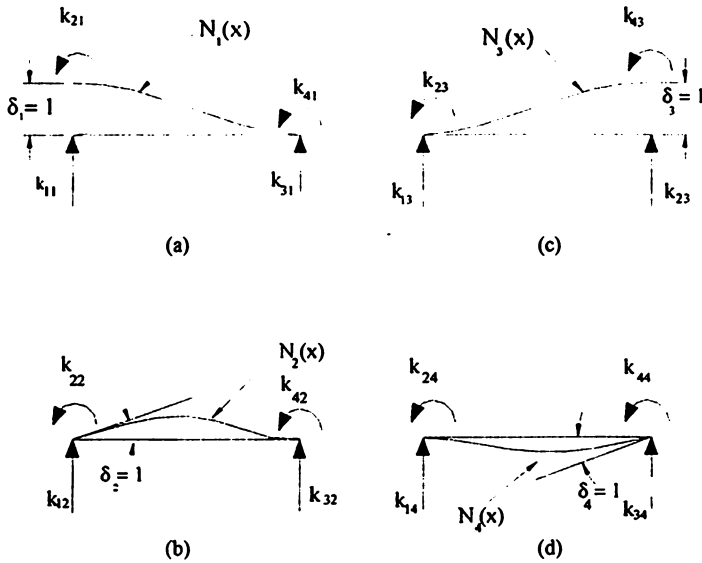 k21
N1(x)
δ1= 1
k41
k11
k31
(a)
k43
N3(x)
k23
δ3= 1
k13
k23
(c)
N2(x)
k22
k42
δ2= 1
k12
k32
(b)
k24
k44
δ4= 1
k14
N4(x)
k34
(d)